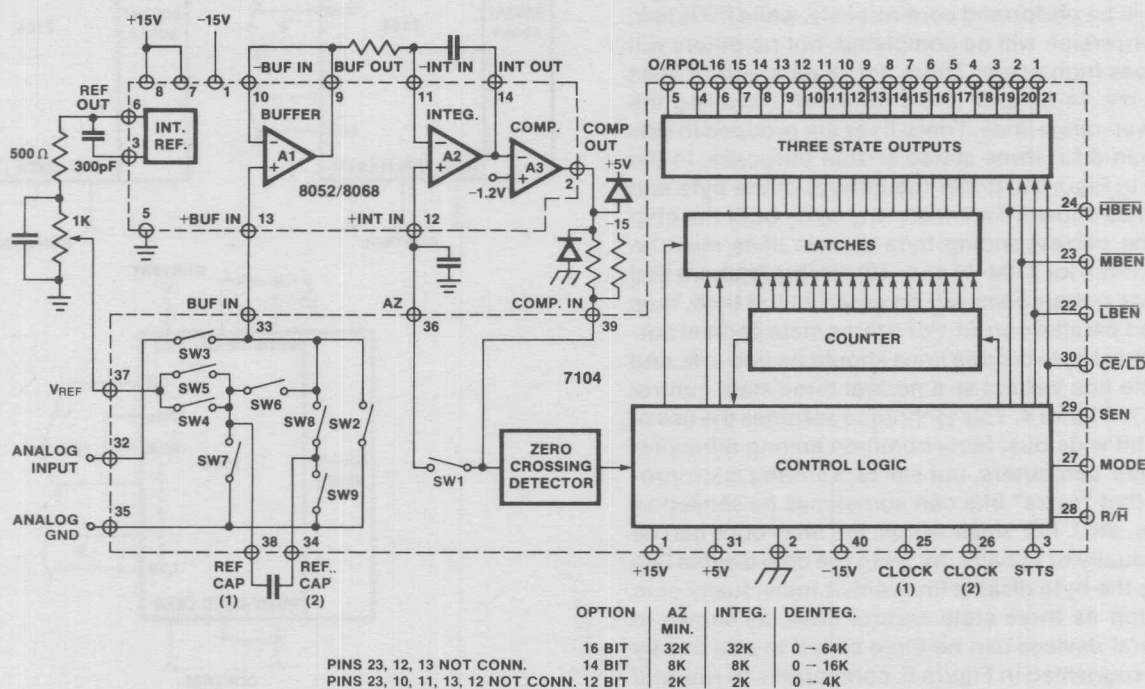 +15V -15V
8 7 1
-BUF IN
10
BUF OUT
9
-INT IN
11
INT OUT
14
REF
OUT
6
3
INT.
REF.
500Ω
300pF
1K
5
BUFFER
A1
INTEG.
A2
COMP.
A3
-1.2V
8052/8068
COMP
OUT
2
+5V
-15
+BUF IN 13
+INT IN 12
BUF IN
33
AZ
36
COMP. IN
39
O/R POL 16 15 14 13 12 11 10 9 8 7 6 5 4 3 2 1
5 4 6 7 8 9 10 11 12 13 14 15 16 17 18 19 20 21
THREE STATE OUTPUTS
LATCHES
COUNTER
CONTROL LOGIC
7104
24 HBEN
23 MBEN
22 LBEN
30 CE/LD
29 SEN
27 MODE
28 R/H
VREF
37
ANALOG
INPUT
32
ANALOG
GND
35
SW3
SW5
SW4
SW6
SW7
SW8
SW2
SW9
SW1
ZERO
CROSSING
DETECTOR
38
REF
CAP
(1)
34
REF..
CAP
(2)
1
+15V
31
+5V
2
40
-15V
25
CLOCK
(1)
26
CLOCK
(2)
3
STTS
OPTION AZ MIN. INTEG. DEINTEG.
16 BIT 32K 32K 0 → 64K
PINS 23, 12, 13 NOT CONN. 14 BIT 8K 8K 0 → 16K
PINS 23, 10, 11, 13, 12 NOT CONN. 12 BIT 2K 2K 0 → 4K